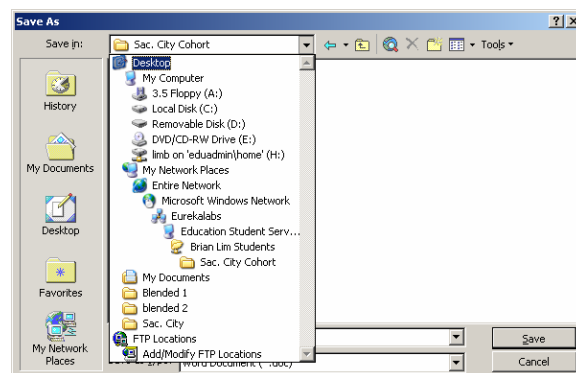 Save As
Save in:
Sac. City Cohort
Tools
Desktop
My Computer
3.5 Floppy (A:)
Local Disk (C:)
Removable Disk (D:)
DVD/CD-RW Drive (E:)
limb on 'eduadmin\home' (H:)
My Network Places
Entire Network
Microsoft Windows Network
Eurekalabs
Education Student Serv...
Brian Lim Students
Sac. City Cohort
My Documents
Blended 1
blended 2
Sac. City
FTP Locations
Add/Modify FTP Locations
History
My Documents
Desktop
Favorites
My Network
Places
Save
Word Document (*.doc)
Cancel